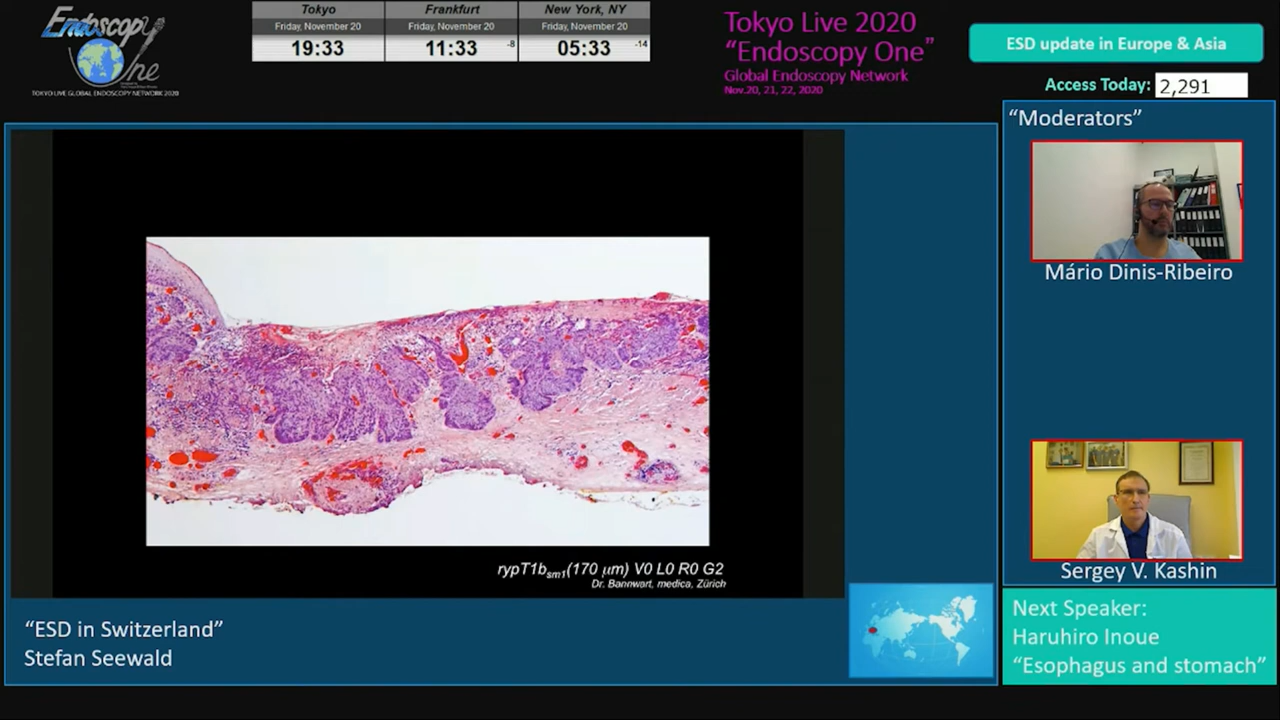 Endoscopy
One
TOKYO LIVE GLOBAL ENDOSCOPY NETWORK 2020
Tokyo
Friday, November 20
19:33
Frankfurt
Friday, November 20
11:33
-8
New York, NY
Friday, November 20
05:33
-14
Tokyo Live 2020
“Endoscopy One”
Global Endoscopy Network
Nov.20, 21, 22, 2020
ESD update in Europe & Asia
Access Today: 2,291
“Moderators”
Mário Dinis-Ribeiro
Sergey V. Kashin
rypT1bsm1(170 µm) V0 L0 R0 G2
Dr. Bannwart, medica, Zürich
“ESD in Switzerland”
Stefan Seewald
Next Speaker:
Haruhiro Inoue
“Esophagus and stomach”